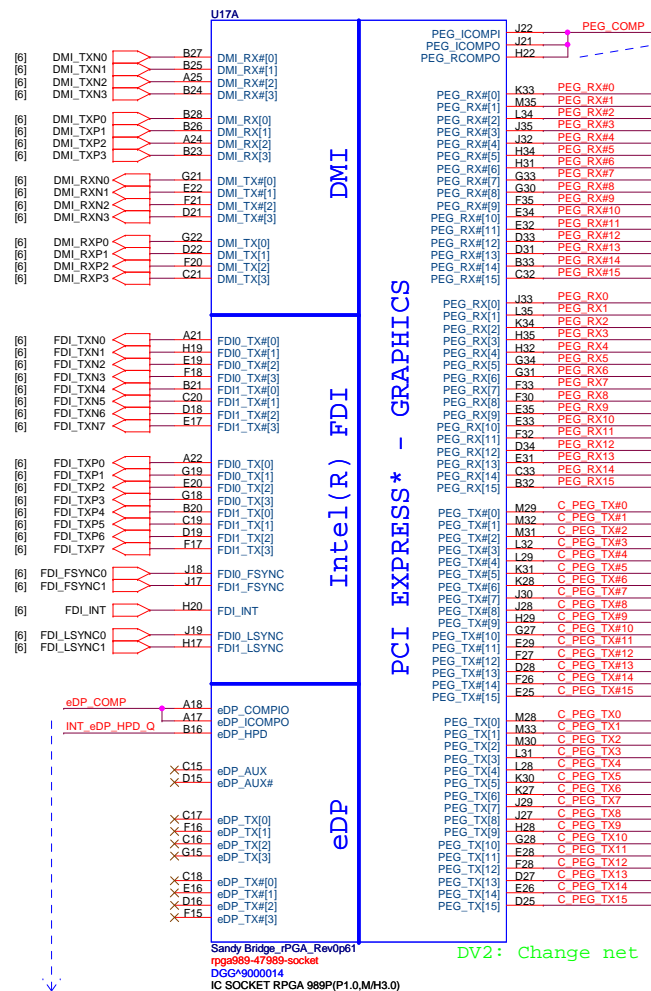 U17A
[6] DMI_TXN0 B27 DMI_RX#[0]
[6] DMI_TXN1 B25 DMI_RX#[1]
[6] DMI_TXN2 A25 DMI_RX#[2]
[6] DMI_TXN3 B24 DMI_RX#[3]
[6] DMI_TXP0 B28 DMI_RX[0]
[6] DMI_TXP1 B26 DMI_RX[1]
[6] DMI_TXP2 A24 DMI_RX[2]
[6] DMI_TXP3 B23 DMI_RX[3]
[6] DMI_RXN0 G21 DMI_TX#[0]
[6] DMI_RXN1 E22 DMI_TX#[1]
[6] DMI_RXN2 F21 DMI_TX#[2]
[6] DMI_RXN3 D21 DMI_TX#[3]
[6] DMI_RXP0 G22 DMI_TX[0]
[6] DMI_RXP1 D22 DMI_TX[1]
[6] DMI_RXP2 F20 DMI_TX[2]
[6] DMI_RXP3 C21 DMI_TX[3]
DMI
[6] FDI_TXN0 A21 FDI0_TX#[0]
[6] FDI_TXN1 H19 FDI0_TX#[1]
[6] FDI_TXN2 E19 FDI0_TX#[2]
[6] FDI_TXN3 F18 FDI0_TX#[3]
[6] FDI_TXN4 B21 FDI1_TX#[0]
[6] FDI_TXN5 C20 FDI1_TX#[1]
[6] FDI_TXN6 D18 FDI1_TX#[2]
[6] FDI_TXN7 E17 FDI1_TX#[3]
[6] FDI_TXP0 A22 FDI0_TX[0]
[6] FDI_TXP1 G19 FDI0_TX[1]
[6] FDI_TXP2 E20 FDI0_TX[2]
[6] FDI_TXP3 G18 FDI0_TX[3]
[6] FDI_TXP4 B20 FDI1_TX[0]
[6] FDI_TXP5 C19 FDI1_TX[1]
[6] FDI_TXP6 D19 FDI1_TX[2]
[6] FDI_TXP7 F17 FDI1_TX[3]
[6] FDI_FSYNC0 J18 FDI0_FSYNC
[6] FDI_FSYNC1 J17 FDI1_FSYNC
[6] FDI_INT H20 FDI_INT
[6] FDI_LSYNC0 J19 FDI0_LSYNC
[6] FDI_LSYNC1 H17 FDI1_LSYNC
Intel(R) FDI
eDP_COMP A18 eDP_COMPIO
A17 eDP_ICOMPO
INT_eDP_HPD_Q B16 eDP_HPD
C15 eDP_AUX
D15 eDP_AUX#
C17 eDP_TX[0]
F16 eDP_TX[1]
C16 eDP_TX[2]
G15 eDP_TX[3]
C18 eDP_TX#[0]
E16 eDP_TX#[1]
D16 eDP_TX#[2]
F15 eDP_TX#[3]
eDP
PCI EXPRESS* - GRAPHICS
PEG_ICOMPI J22 PEG_COMP
PEG_ICOMPO J21
PEG_RCOMPO H22
PEG_RX#[0] K33 PEG_RX#0
PEG_RX#[1] M35 PEG_RX#1
PEG_RX#[2] L34 PEG_RX#2
PEG_RX#[3] J35 PEG_RX#3
PEG_RX#[4] J32 PEG_RX#4
PEG_RX#[5] H34 PEG_RX#5
PEG_RX#[6] H31 PEG_RX#6
PEG_RX#[7] G33 PEG_RX#7
PEG_RX#[8] G30 PEG_RX#8
PEG_RX#[9] F35 PEG_RX#9
PEG_RX#[10] E34 PEG_RX#10
PEG_RX#[11] E32 PEG_RX#11
PEG_RX#[12] D33 PEG_RX#12
PEG_RX#[13] D31 PEG_RX#13
PEG_RX#[14] B33 PEG_RX#14
PEG_RX#[15] C32 PEG_RX#15
PEG_RX[0] J33 PEG_RX0
PEG_RX[1] L35 PEG_RX1
PEG_RX[2] K34 PEG_RX2
PEG_RX[3] H35 PEG_RX3
PEG_RX[4] H32 PEG_RX4
PEG_RX[5] G34 PEG_RX5
PEG_RX[6] G31 PEG_RX6
PEG_RX[7] F33 PEG_RX7
PEG_RX[8] F30 PEG_RX8
PEG_RX[9] E35 PEG_RX9
PEG_RX[10] E33 PEG_RX10
PEG_RX[11] F32 PEG_RX11
PEG_RX[12] D34 PEG_RX12
PEG_RX[13] E31 PEG_RX13
PEG_RX[14] C33 PEG_RX14
PEG_RX[15] B32 PEG_RX15
PEG_TX#[0] M29 C_PEG_TX#0
PEG_TX#[1] M32 C_PEG_TX#1
PEG_TX#[2] M31 C_PEG_TX#2
PEG_TX#[3] L32 C_PEG_TX#3
PEG_TX#[4] L29 C_PEG_TX#4
PEG_TX#[5] K31 C_PEG_TX#5
PEG_TX#[6] K28 C_PEG_TX#6
PEG_TX#[7] J30 C_PEG_TX#7
PEG_TX#[8] J28 C_PEG_TX#8
PEG_TX#[9] H29 C_PEG_TX#9
PEG_TX#[10] G27 C_PEG_TX#10
PEG_TX#[11] E29 C_PEG_TX#11
PEG_TX#[12] F27 C_PEG_TX#12
PEG_TX#[13] D28 C_PEG_TX#13
PEG_TX#[14] F26 C_PEG_TX#14
PEG_TX#[15] E25 C_PEG_TX#15
PEG_TX[0] M28 C_PEG_TX0
PEG_TX[1] M33 C_PEG_TX1
PEG_TX[2] M30 C_PEG_TX2
PEG_TX[3] L31 C_PEG_TX3
PEG_TX[4] L28 C_PEG_TX4
PEG_TX[5] K30 C_PEG_TX5
PEG_TX[6] K27 C_PEG_TX6
PEG_TX[7] J29 C_PEG_TX7
PEG_TX[8] J27 C_PEG_TX8
PEG_TX[9] H28 C_PEG_TX9
PEG_TX[10] G28 C_PEG_TX10
PEG_TX[11] E28 C_PEG_TX11
PEG_TX[12] F28 C_PEG_TX12
PEG_TX[13] D27 C_PEG_TX13
PEG_TX[14] E26 C_PEG_TX14
PEG_TX[15] D25 C_PEG_TX15
Sandy Bridge_rPGA_Rev0p61
rpga989-47989-socket
DGG^9000014
IC SOCKET RPGA 989P(P1.0,M/H3.0)
DV2: Change net